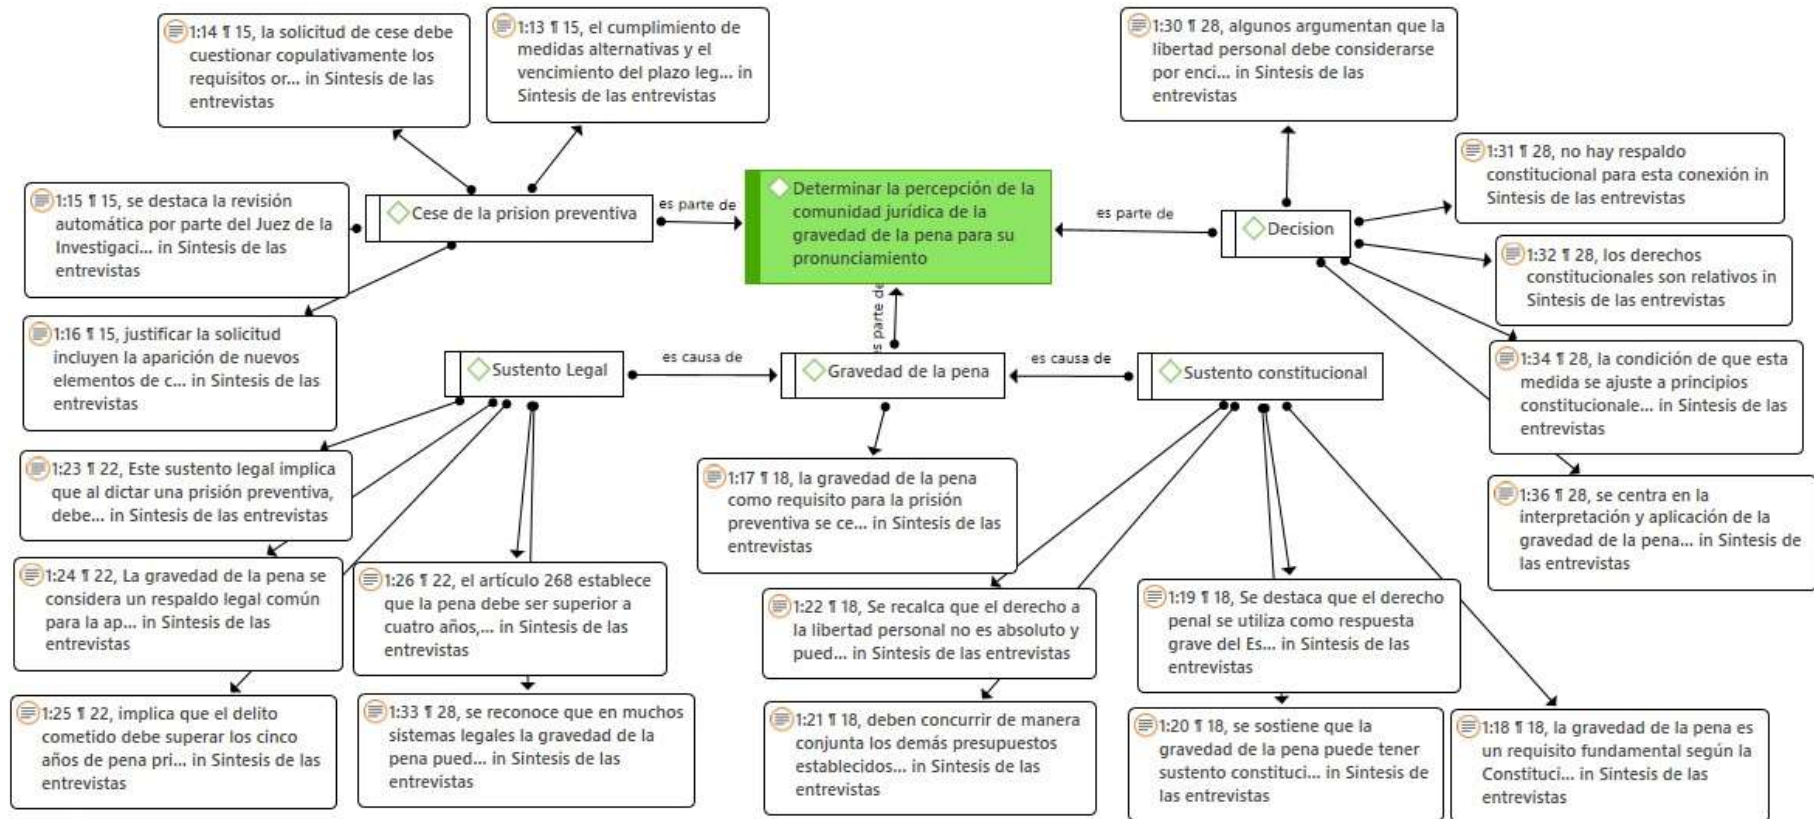 1:14 ¶ 15, la solicitud de cese debe
cuestionar copulativamente los
requisitos or... in Sintesis de las
entrevistas
1:13 ¶ 15, el cumplimiento de
medidas alternativas y el
vencimiento del plazo leg... in
Sintesis de las entrevistas
1:30 ¶ 28, algunos argumentan que la
libertad personal debe considerarse
por enci... in Sintesis de las
entrevistas
1:31 ¶ 28, no hay respaldo
constitucional para esta conexión in
Sintesis de las entrevistas
1:15 ¶ 15, se destaca la revisión
automática por parte del Juez de la
Investigaci... in Sintesis de las
entrevistas
Cese de la prision preventiva
es parte de
Determinar la percepción de la
comunidad jurídica de la
gravedad de la pena para su
pronunciamiento
es parte de
Decision
1:32 ¶ 28, los derechos
constitucionales son relativos in
Sintesis de las entrevistas
es parte de
1:16 ¶ 15, justificar la solicitud
incluyen la aparición de nuevos
elementos de c... in Sintesis de las
entrevistas
Sustento Legal
es causa de
Gravedad de la pena
es causa de
Sustento constitucional
1:34 ¶ 28, la condición de que esta
medida se ajuste a principios
constitucionale... in Sintesis de las
entrevistas
1:23 ¶ 22, Este sustento legal implica
que al dictar una prisión preventiva,
debe... in Sintesis de las entrevistas
1:17 ¶ 18, la gravedad de la pena
como requisito para la prisión
preventiva se ce... in Sintesis de las
entrevistas
1:36 ¶ 28, se centra en la
interpretación y aplicación de la
gravedad de la pena... in Sintesis de
las entrevistas
1:24 ¶ 22, La gravedad de la pena se
considera un respaldo legal común
para la ap... in Sintesis de las
entrevistas
1:26 ¶ 22, el artículo 268 establece
que la pena debe ser superior a
cuatro años,... in Sintesis de las
entrevistas
1:22 ¶ 18, Se recalca que el derecho a
la libertad personal no es absoluto y
pued... in Sintesis de las entrevistas
1:19 ¶ 18, Se destaca que el derecho
penal se utiliza como respuesta
grave del Es... in Sintesis de las
entrevistas
1:25 ¶ 22, implica que el delito
cometido debe superar los cinco
años de pena pri... in Sintesis de las
entrevistas
1:33 ¶ 28, se reconoce que en muchos
sistemas legales la gravedad de la
pena pued... in Sintesis de las
entrevistas
1:21 ¶ 18, deben concurrir de manera
conjunta los demás presupuestos
establecidos... in Sintesis de las
entrevistas
1:20 ¶ 18, se sostiene que la
gravedad de la pena puede tener
sustento constituci... in Sintesis de
las entrevistas
1:18 ¶ 18, la gravedad de la pena es
un requisito fundamental según la
Constituci... in Sintesis de las
entrevistas